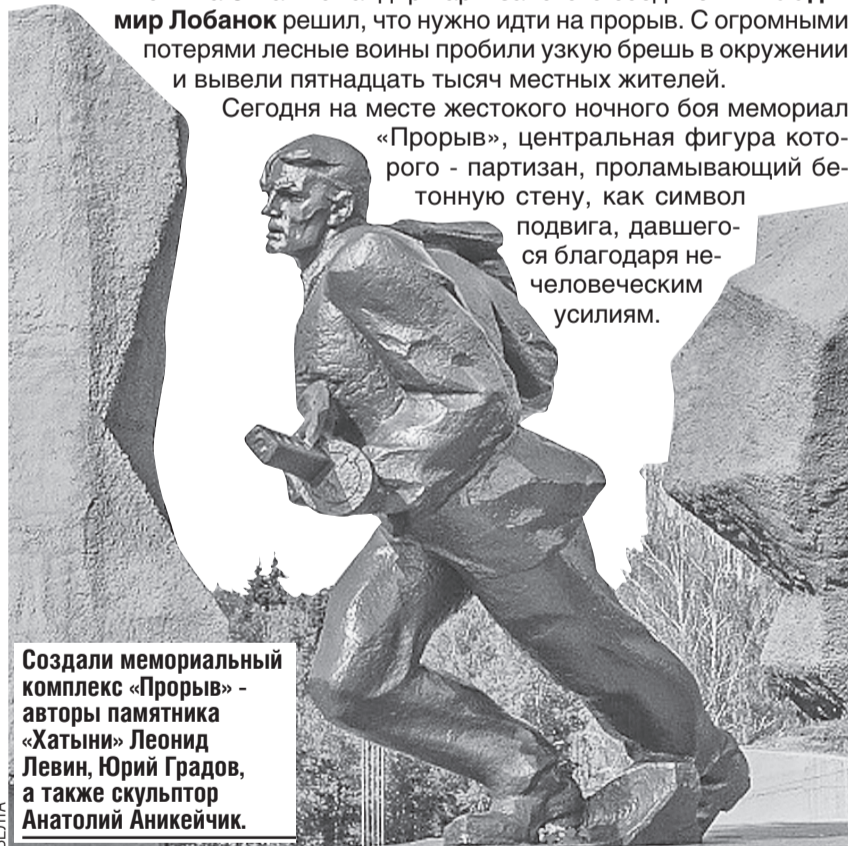 мир Лобанок решил, что нужно идти на прорыв. С огромными
потерями лесные воины пробили узкую брешь в окружении
и вывели пятнадцать тысяч местных жителей.
Сегодня на месте жестокого ночного боя мемориал
«Прорыв», центральная фигура кото-
рого - партизан, проламывающий бе-
тонную стену, как символ
подвига, давшего-
ся благодаря не-
человеческим
усилиям.
Создали мемориальный
комплекс «Прорыв» -
авторы памятника
«Хатыни» Леонид
Левин, Юрий Градов,
а также скульптор
Анатолий Аникейчик.